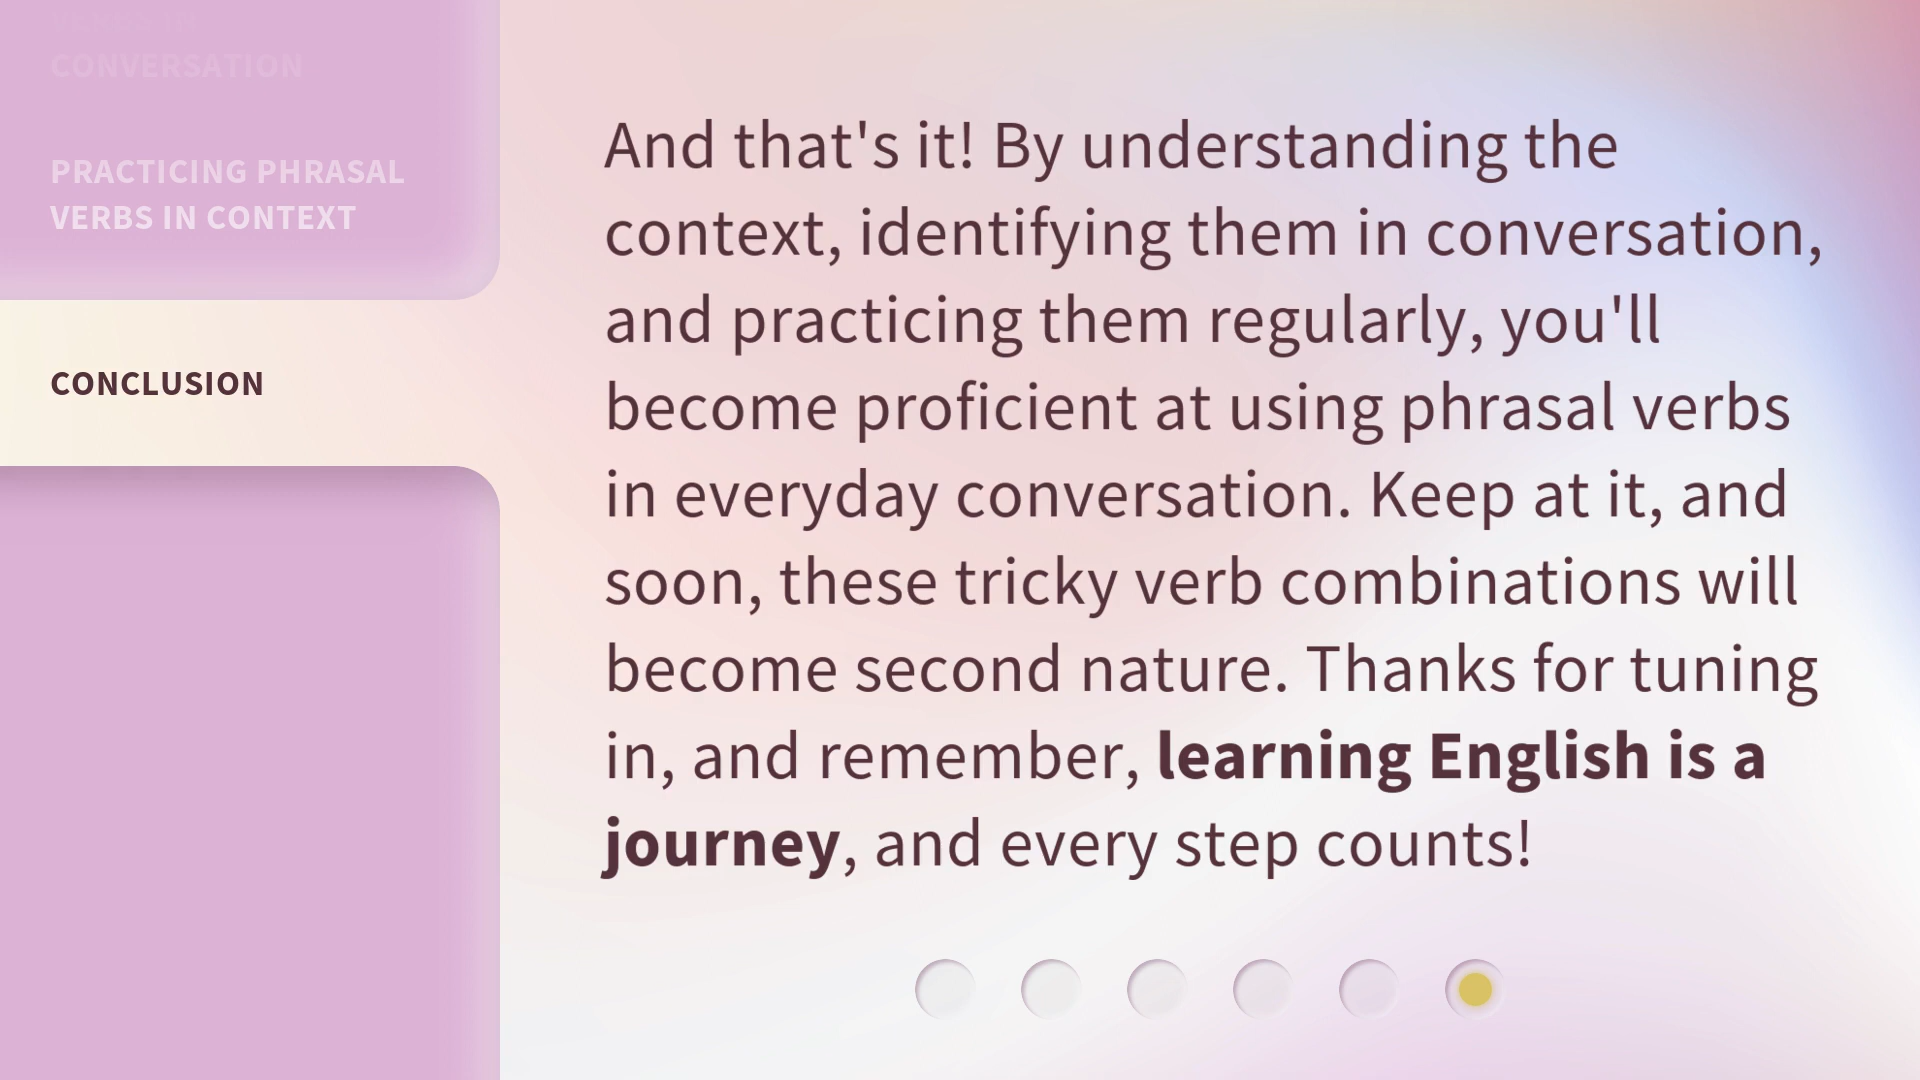 CONVERSATION
PRACTICING PHRASAL
VERBS IN CONTEXT
CONCLUSION
And that's it! By understanding the
context, identifying them in conversation,
and practicing them regularly, you'll
become proficient at using phrasal verbs
in everyday conversation. Keep at it, and
soon, these tricky verb combinations will
become second nature. Thanks for tuning
in, and remember, learning English is a
journey, and every step counts!